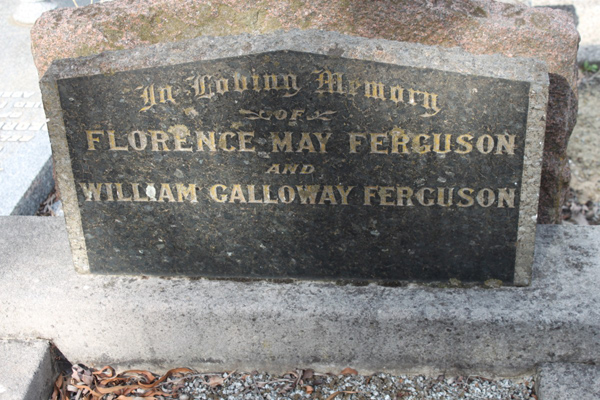 In Loving Memory
OF
FLORENCE MAY FERGUSON
AND
WILLIAM GALLOWAY FERGUSON